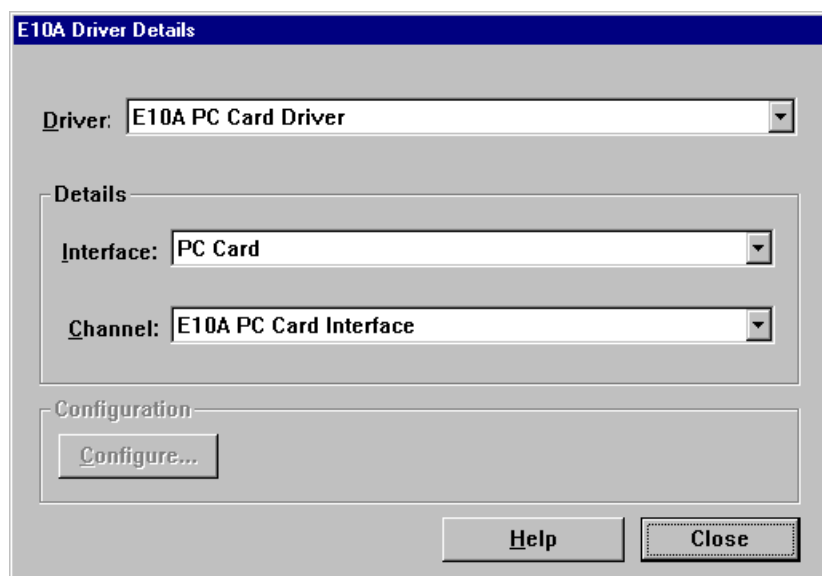 E10A Driver Details
Driver: E10A PC Card Driver
Details
Interface: PC Card
Channel: E10A PC Card Interface
Configuration
Configure...
Help Close